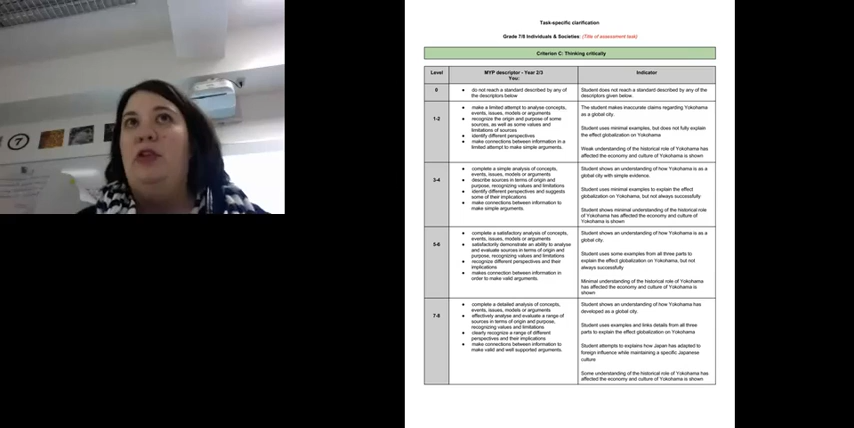 7
Task-specific clarification
Grade 7/8 Individuals & Societies: (Title of assessment task)
Criterion C: Thinking critically
Level
MYP descriptor - Year 2/3
You:
Indicator
0
● do not reach a standard described by any of
the descriptors below
Student does not reach a standard described by any of the
descriptors given below.
1-2
● make a limited attempt to analyse concepts,
events, issues, models or arguments
● recognize the origin and purpose of some
sources, as well as some values and
limitations of sources
● identify different perspectives
● make connections between information in a
limited attempt to make simple arguments.
The student makes inaccurate claims regarding Yokohama
as a global city.
Student uses minimal examples, but does not fully explain
the effect globalization on Yokohama
Weak understanding of the historical role of Yokohama has
affected the economy and culture of Yokohama is shown
3-4
● complete a simple analysis of concepts,
events, issues, models or arguments
● describe sources in terms of origin and
purpose, recognizing values and limitations
● identify different perspectives and suggests
some of their implications
● make connections between information to
make simple arguments.
Student shows an understanding of how Yokohama is as a
global city with simple evidence.
Student uses minimal examples to explain the effect
globalization on Yokohama, but not always successfully
Student shows minimal understanding of the historical role
of Yokohama has affected the economy and culture of
Yokohama is shown
5-6
● complete a satisfactory analysis of concepts,
events, issues, models or arguments
● satisfactorily demonstrate an ability to analyse
and evaluate sources in terms of origin and
purpose, recognizing values and limitations
● recognize different perspectives and their
implications
● makes connection between information in
order to make valid arguments.
Student shows an understanding of how Yokohama is as a
global city.
Student uses some examples from all three parts to
explain the effect globalization on Yokohama, but not
always successfully
Minimal understanding of the historical role of Yokohama
has affected the economy and culture of Yokohama is
shown
7-8
● complete a detailed analysis of concepts,
events, issues, models or arguments
● effectively analyse and evaluate a range of
sources in terms of origin and purpose,
recognizing values and limitations
● clearly recognize a range of different
perspectives and their implications
● make connections between information to
make valid and well supported arguments.
Student shows an understanding of how Yokohama has
developed as a global city.
Student uses examples and links details from all three
parts to explain the effect globalization on Yokohama
Student attempts to explains how Japan has adapted to
foreign influence while maintaining a specific Japanese
culture
Some understanding of the historical role of Yokohama has
affected the economy and culture of Yokohama is shown